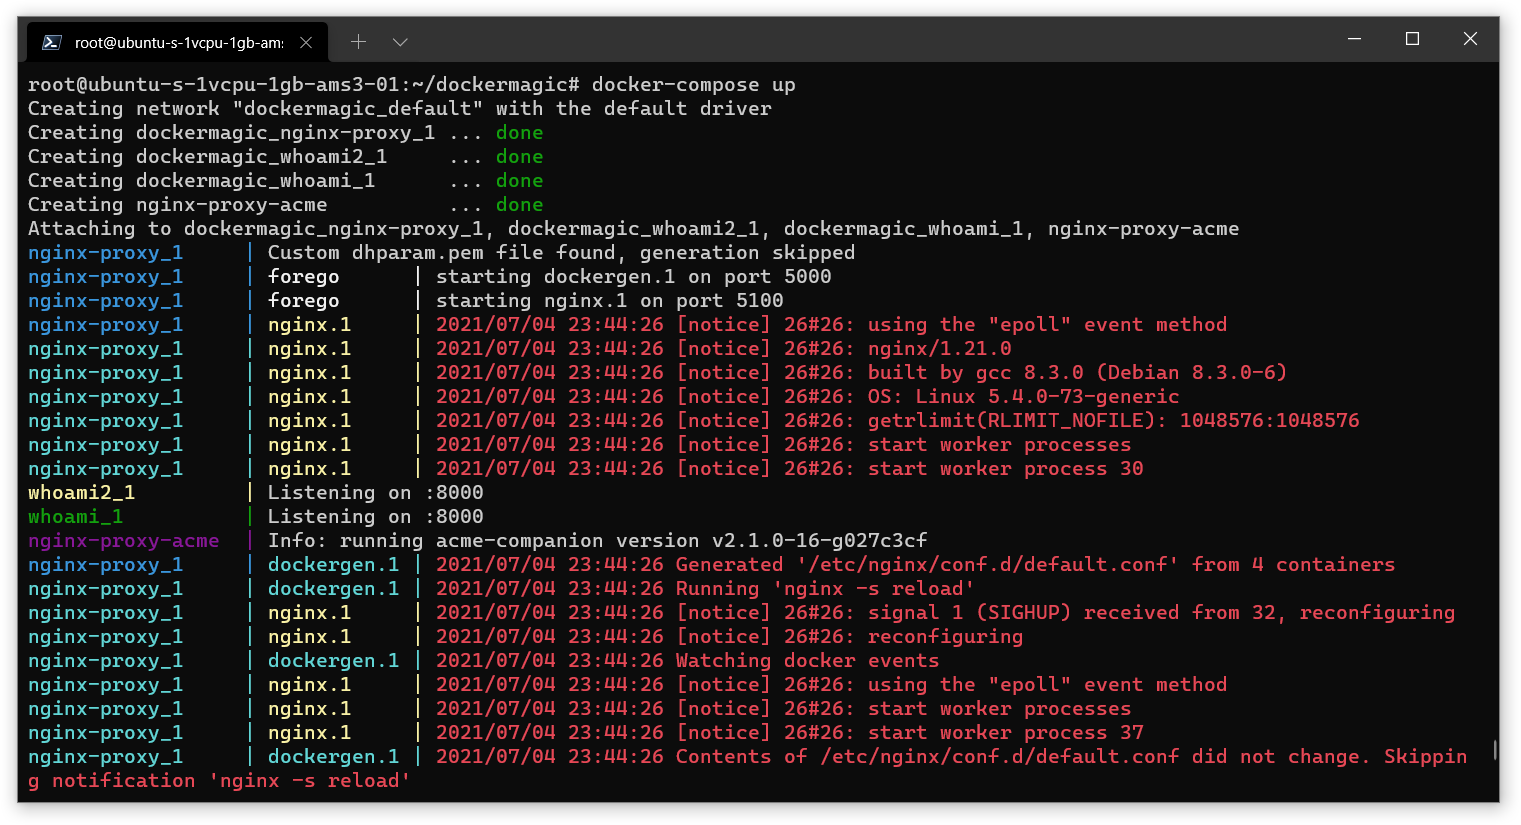 root@ubuntu-s-1vcpu-1gb-ams
root@ubuntu-s-1vcpu-1gb-ams3-01:~/dockermagic# docker-compose up
Creating network "dockermagic_default" with the default driver
Creating dockermagic_nginx-proxy_1 ... done
Creating dockermagic_whoami2_1     ... done
Creating dockermagic_whoami_1      ... done
Creating nginx-proxy-acme          ... done
Attaching to dockermagic_nginx-proxy_1, dockermagic_whoami2_1, dockermagic_whoami_1, nginx-proxy-acme
nginx-proxy_1     | Custom dhparam.pem file found, generation skipped
nginx-proxy_1     | forego      | starting dockergen.1 on port 5000
nginx-proxy_1     | forego      | starting nginx.1 on port 5100
nginx-proxy_1     | nginx.1     | 2021/07/04 23:44:26 [notice] 26#26: using the "epoll" event method
nginx-proxy_1     | nginx.1     | 2021/07/04 23:44:26 [notice] 26#26: nginx/1.21.0
nginx-proxy_1     | nginx.1     | 2021/07/04 23:44:26 [notice] 26#26: built by gcc 8.3.0 (Debian 8.3.0-6)
nginx-proxy_1     | nginx.1     | 2021/07/04 23:44:26 [notice] 26#26: OS: Linux 5.4.0-73-generic
nginx-proxy_1     | nginx.1     | 2021/07/04 23:44:26 [notice] 26#26: getrlimit(RLIMIT_NOFILE): 1048576:1048576
nginx-proxy_1     | nginx.1     | 2021/07/04 23:44:26 [notice] 26#26: start worker processes
nginx-proxy_1     | nginx.1     | 2021/07/04 23:44:26 [notice] 26#26: start worker process 30
whoami2_1         | Listening on :8000
whoami_1          | Listening on :8000
nginx-proxy-acme  | Info: running acme-companion version v2.1.0-16-g027c3cf
nginx-proxy_1     | dockergen.1 | 2021/07/04 23:44:26 Generated '/etc/nginx/conf.d/default.conf' from 4 containers
nginx-proxy_1     | dockergen.1 | 2021/07/04 23:44:26 Running 'nginx -s reload'
nginx-proxy_1     | nginx.1     | 2021/07/04 23:44:26 [notice] 26#26: signal 1 (SIGHUP) received from 32, reconfiguring
nginx-proxy_1     | nginx.1     | 2021/07/04 23:44:26 [notice] 26#26: reconfiguring
nginx-proxy_1     | dockergen.1 | 2021/07/04 23:44:26 Watching docker events
nginx-proxy_1     | nginx.1     | 2021/07/04 23:44:26 [notice] 26#26: using the "epoll" event method
nginx-proxy_1     | nginx.1     | 2021/07/04 23:44:26 [notice] 26#26: start worker processes
nginx-proxy_1     | nginx.1     | 2021/07/04 23:44:26 [notice] 26#26: start worker process 37
nginx-proxy_1     | dockergen.1 | 2021/07/04 23:44:26 Contents of /etc/nginx/conf.d/default.conf did not change. Skippin
g notification 'nginx -s reload'